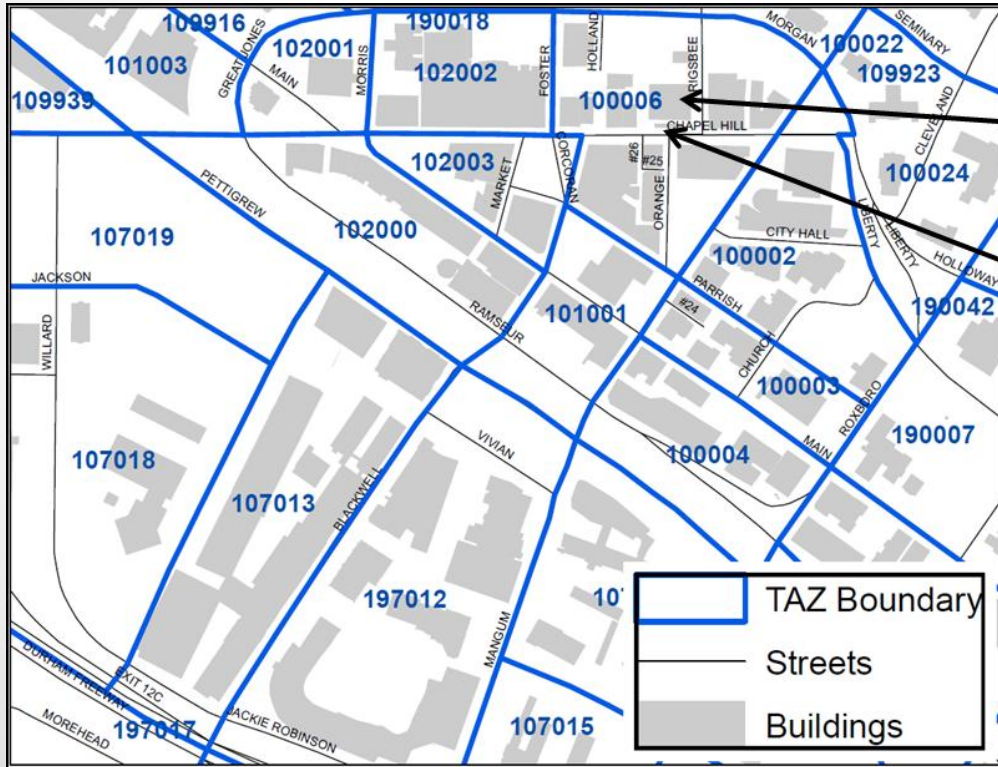 109916
190018
MORGAN
SEMINARY
102001
100022
GREAT JONES
MAIN
MORRIS
HOLLAND
FOSTER
RIGSBEE
101003
102002
109923
109939
100006
CLEVELAND
CHAPEL HILL
102003
CORCORAN
#26
#25
100024
MARKET
ORANGE
PETTIGREW
LIBERTY
LIBERTY
107019
102000
CITY HALL
100002
HOLLOWAY
JACKSON
PARRISH
190042
WILLARD
RAMSEUR
101001
#24
CHURCH
100003
ROXBORO
VIVIAN
100004
MAIN
190007
107018
107013
BLACKWELL
197012
10
TAZ Boundary
MANGUM
Streets
DURHAM FREEWAY
EXIT 12C
JACKIE ROBINSON
107015
197017
MOREHEAD
Buildings